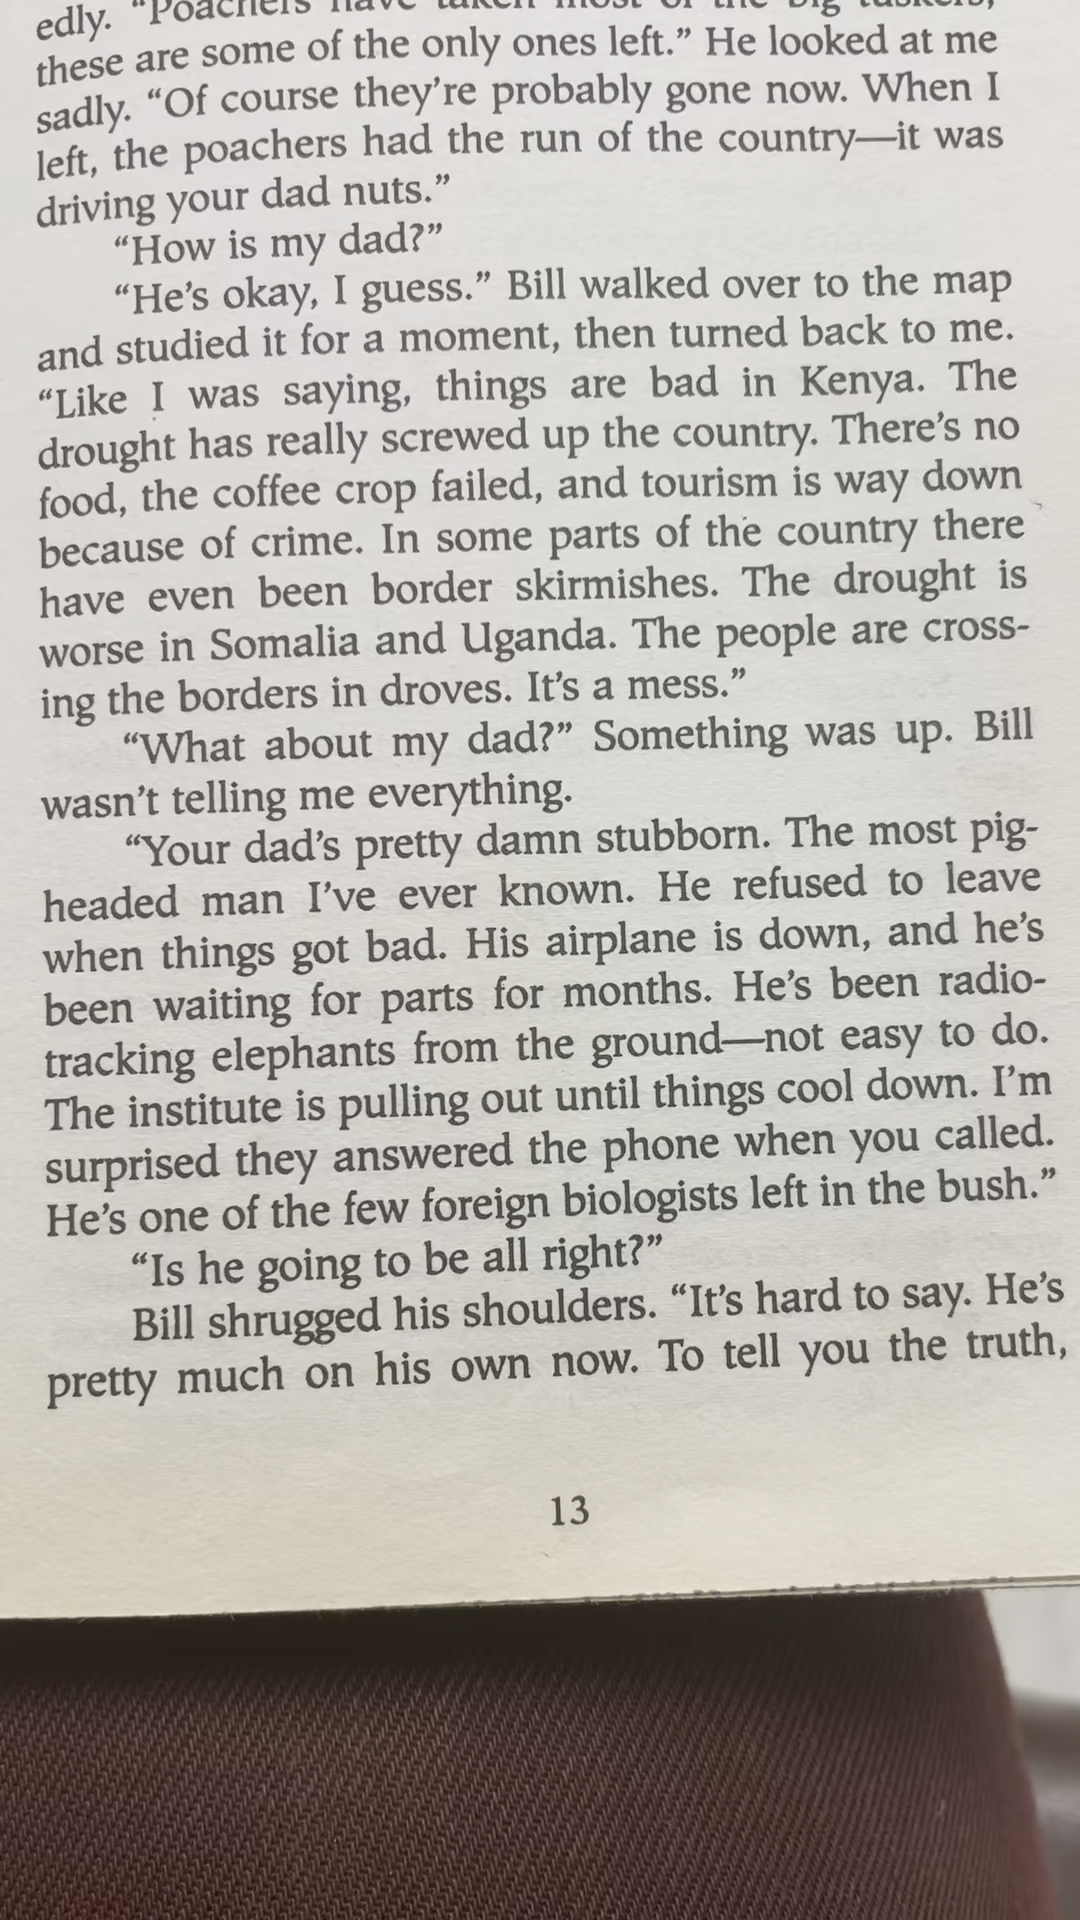 edly. “Poachers have taken most of the big tuskers,
these are some of the only ones left.” He looked at me
sadly. “Of course they’re probably gone now. When I
left, the poachers had the run of the country—it was
driving your dad nuts.”
“How is my dad?”
“He’s okay, I guess.” Bill walked over to the map
and studied it for a moment, then turned back to me.
“Like I was saying, things are bad in Kenya. The
drought has really screwed up the country. There’s no
food, the coffee crop failed, and tourism is way down
because of crime. In some parts of the country there
have even been border skirmishes. The drought is
worse in Somalia and Uganda. The people are cross-
ing the borders in droves. It’s a mess.”
“What about my dad?” Something was up. Bill
wasn’t telling me everything.
“Your dad’s pretty damn stubborn. The most pig-
headed man I’ve ever known. He refused to leave
when things got bad. His airplane is down, and he’s
been waiting for parts for months. He’s been radio-
tracking elephants from the ground—not easy to do.
The institute is pulling out until things cool down. I’m
surprised they answered the phone when you called.
He’s one of the few foreign biologists left in the bush.”
“Is he going to be all right?”
Bill shrugged his shoulders. “It’s hard to say. He’s
pretty much on his own now. To tell you the truth,
13